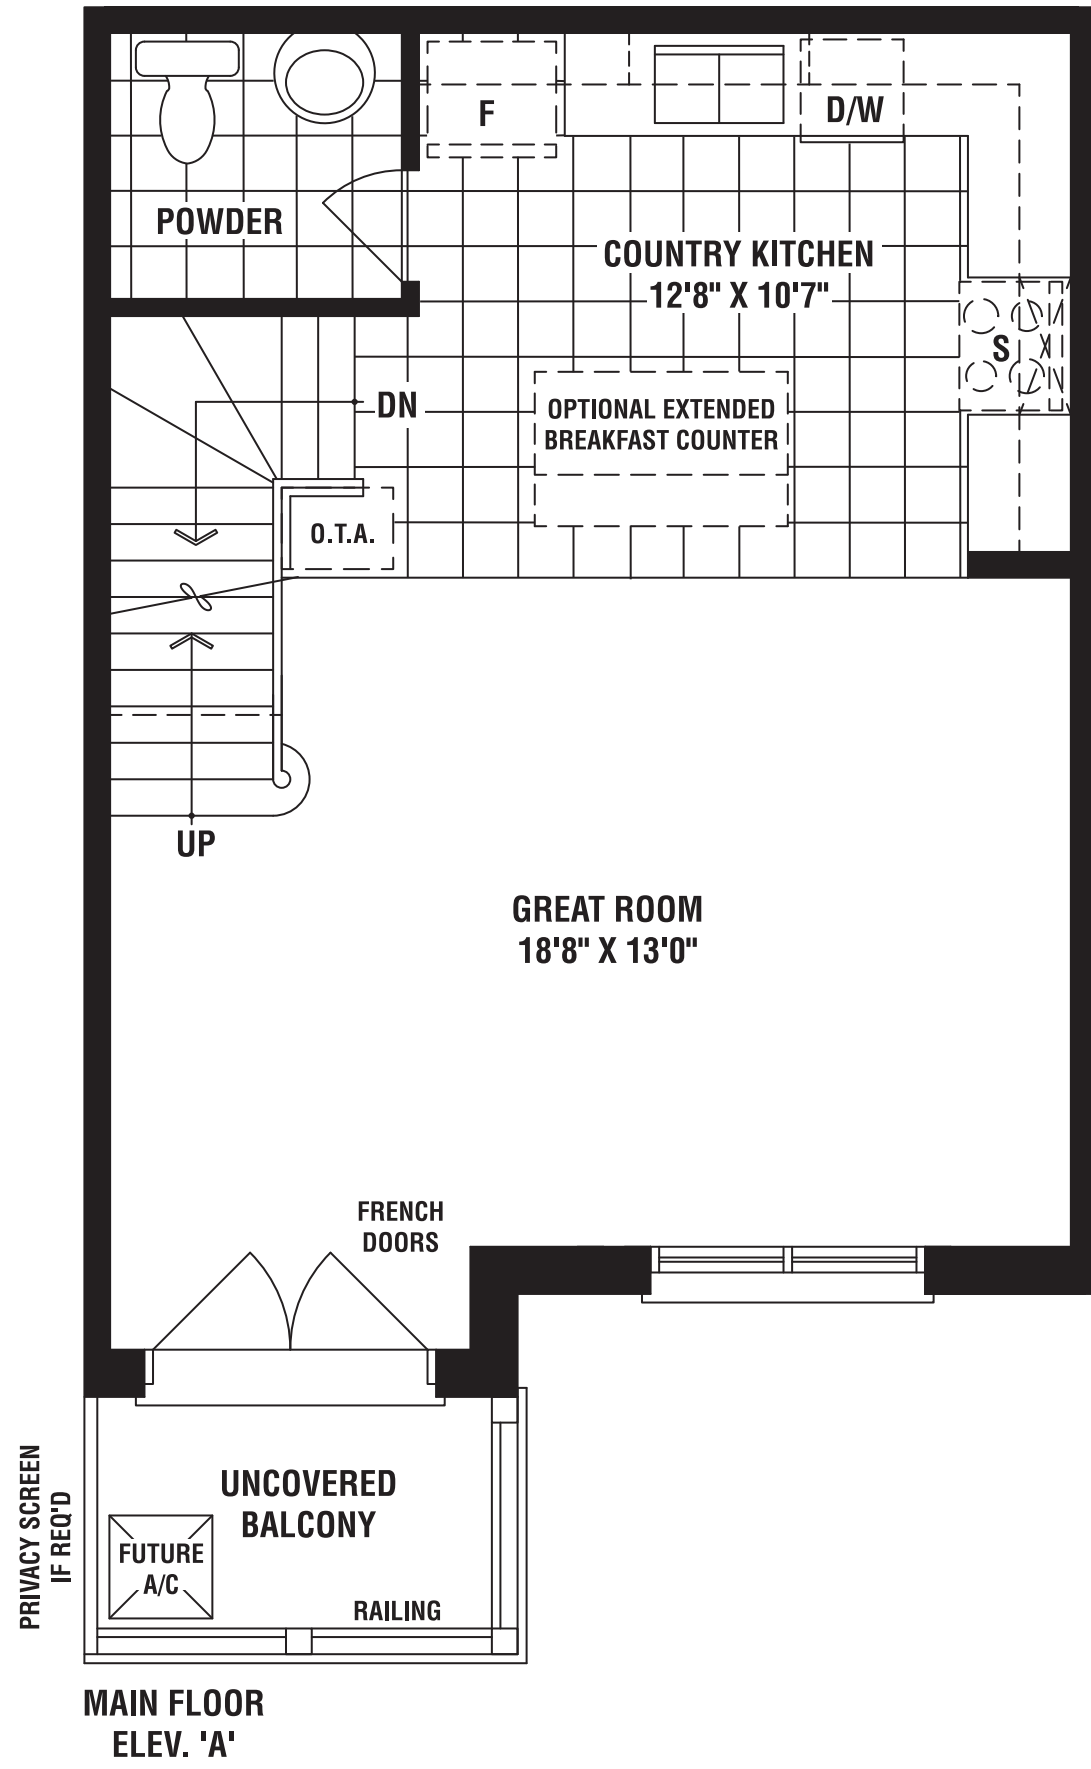 F
D/W
POWDER
COUNTRY KITCHEN
12'8" X 10'7"
S
DN
OPTIONAL EXTENDED
BREAKFAST COUNTER
O.T.A.
UP
GREAT ROOM
18'8" X 13'0"
FRENCH
DOORS
UNCOVERED
BALCONY
PRIVACY SCREEN
IF REQ'D
FUTURE
A/C
RAILING
MAIN FLOOR
ELEV. 'A'